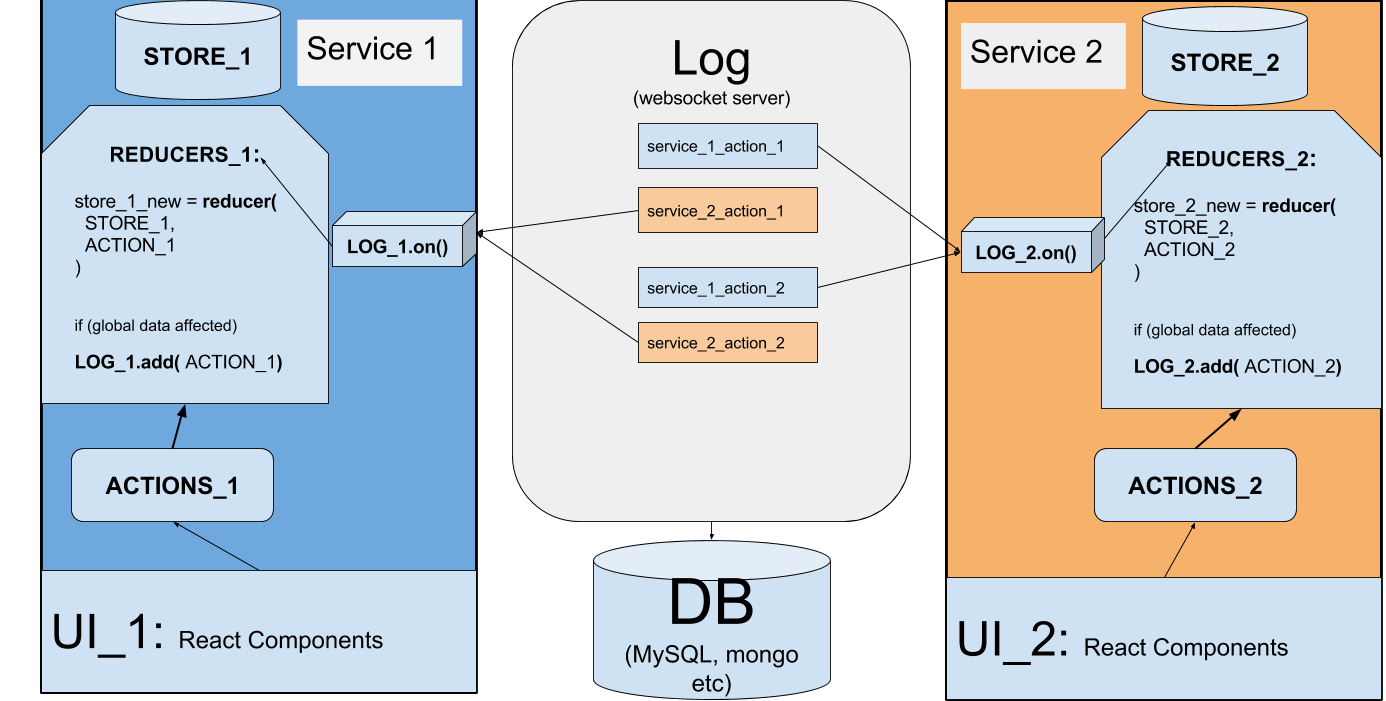 STORE_1
Service 1
REDUCERS_1:
store_1_new = reducer(
STORE_1,
ACTION_1
)
if (global data affected)
LOG_1.add( ACTION_1)
LOG_1.on()
ACTIONS_1
UI_1: React Components
Log
(websocket server)
service_1_action_1
service_2_action_1
service_1_action_2
service_2_action_2
DB
(MySQL, mongo
etc)
Service 2
STORE_2
REDUCERS_2:
store_2_new = reducer(
STORE_2,
ACTION_2
)
if (global data affected)
LOG_2.add( ACTION_2)
LOG_2.on()
ACTIONS_2
UI_2: React Components